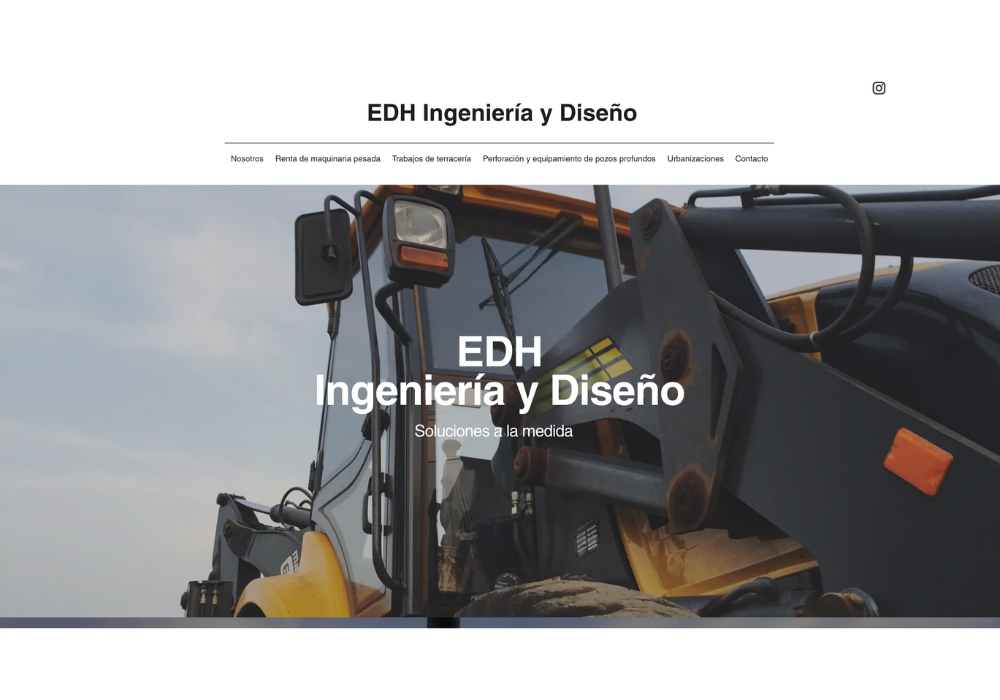 EDH Ingeniería y Diseño
Nosotros Renta de maquinaria pesada Trabajos de terracería Perforación y equipamiento de pozos profundos Urbanizaciones Contacto
EDH
Ingeniería y Diseño
Soluciones a la medida